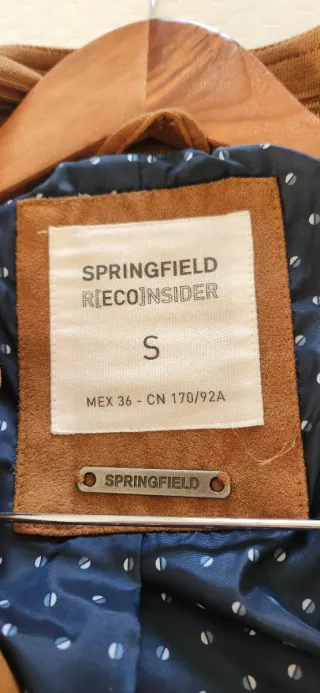 SPRINGFIELD
R[ECO]NSIDER
S
MEX 36 - CN 170/92A
SPRINGFIELD